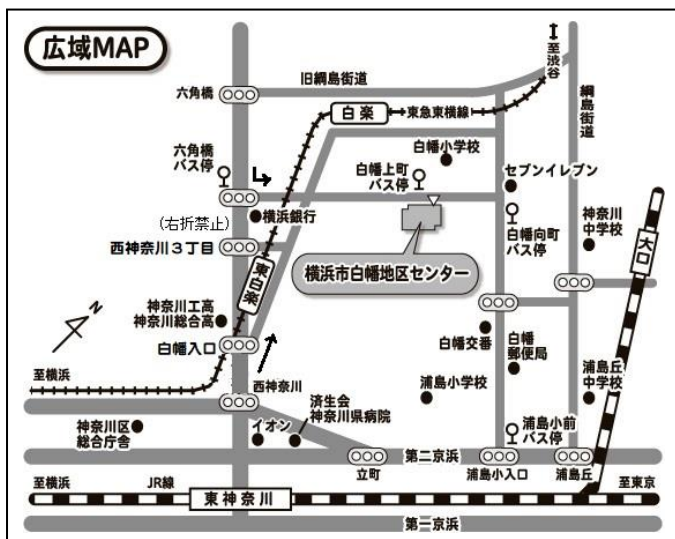 広域MAP
至渋谷
旧綱島街道
六角橋
白楽
東急東横線
綱島街道
六角橋
バス停
白幡小学校
白幡上町
バス停
セブンイレブン
(右折禁止)
横浜銀行
白幡向町
バス停
神奈川
中学校
大口
西神奈川3丁目
横浜市白幡地区センター
東白楽
神奈川工高
神奈川総合高
N
白幡入口
白幡交番
白幡
郵便局
至横浜
西神奈川
浦島小学校
浦島丘
中学校
済生会
神奈川県病院
神奈川区
総合庁舎
イオン
浦島小前
バス停
第二京浜
立町
浦島小入口
浦島丘
至横浜
JR線
東神奈川
至東京
第一京浜